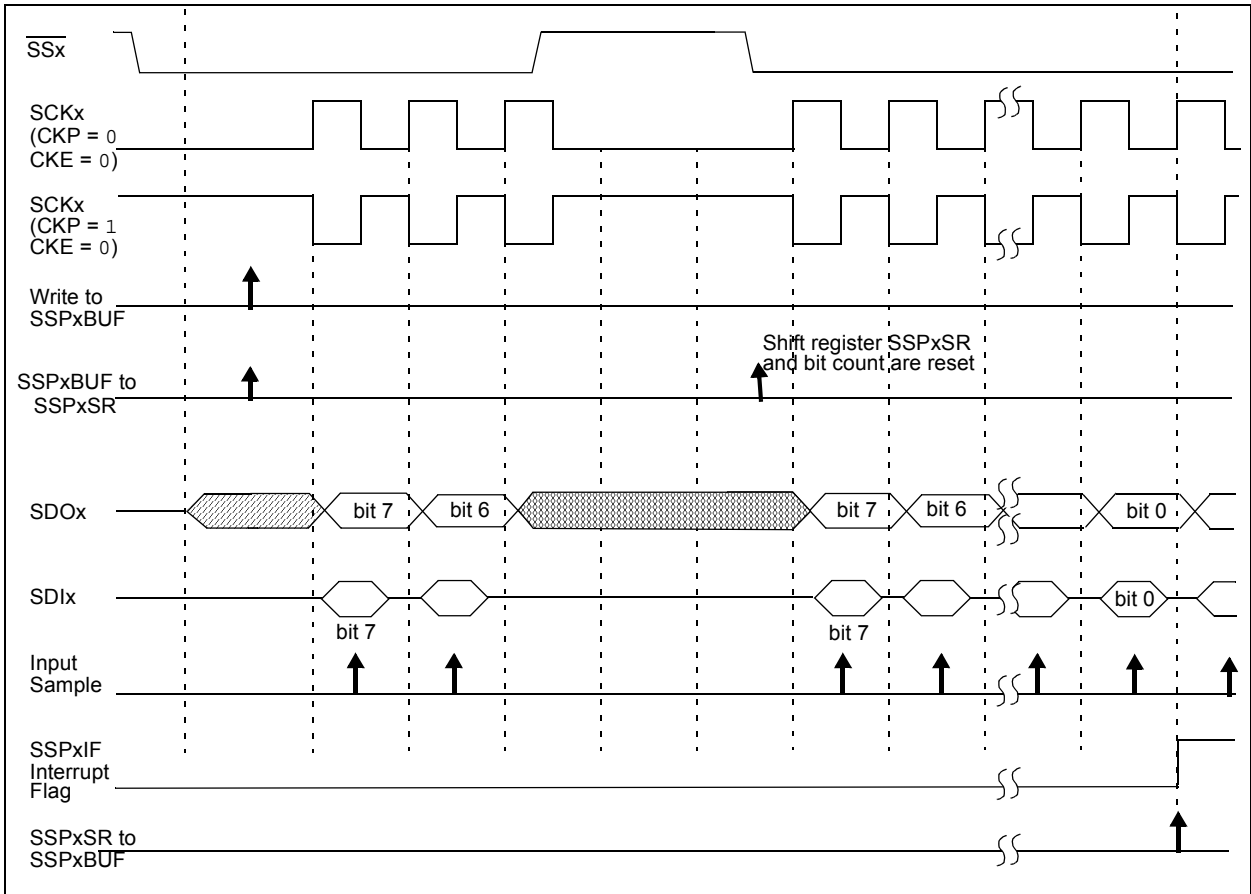 SSx
SCKx
(CKP = 0
CKE = 0)
SCKx
(CKP = 1
CKE = 0)
Write to
SSPxBUF
Shift register SSPxSR
and bit count are reset
SSPxBUF to
SSPxSR
SDOx
bit 7
bit 6
bit 7
bit 6
bit 0
SDIx
bit 0
bit 7
bit 7
Input
Sample
SSPxIF
Interrupt
Flag
SSPxSR to
SSPxBUF